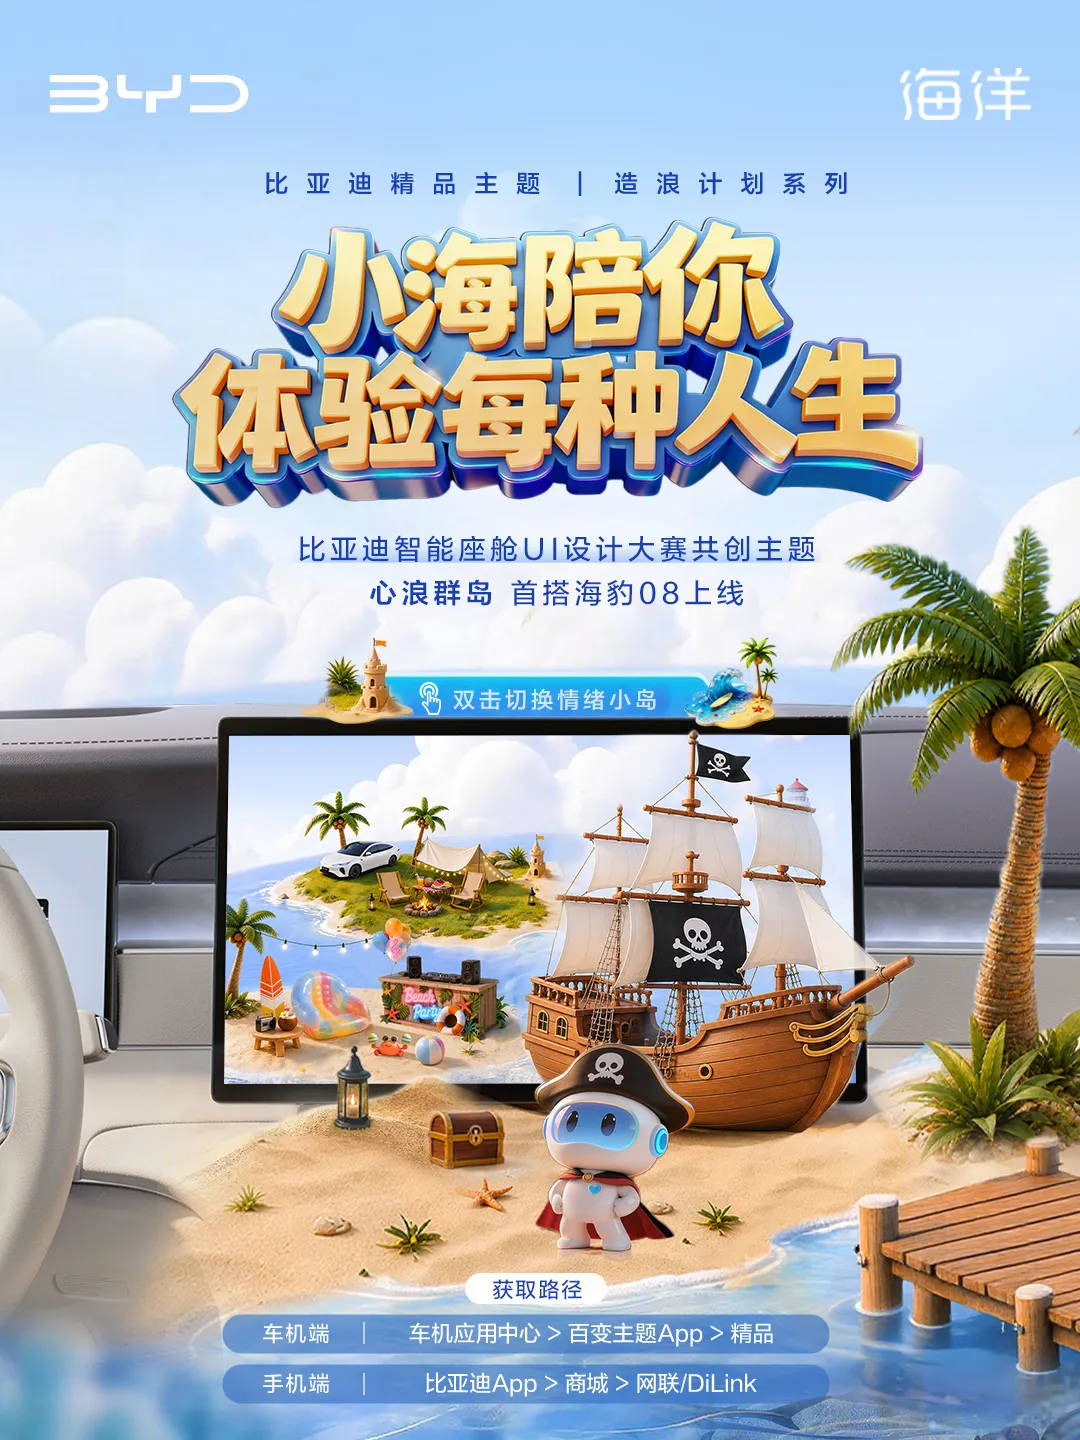 BYD
海洋
比亚迪精品主题 | 造浪计划系列
小海陪你
体验每种人生
比亚迪智能座舱UI设计大赛共创主题
心浪群岛 首搭海豹08上线
双击切换情绪小岛
Beach
Party
获取路径
车机端 | 车机应用中心 > 百变主题App > 精品
手机端 | 比亚迪App > 商城 > 网联/DiLink